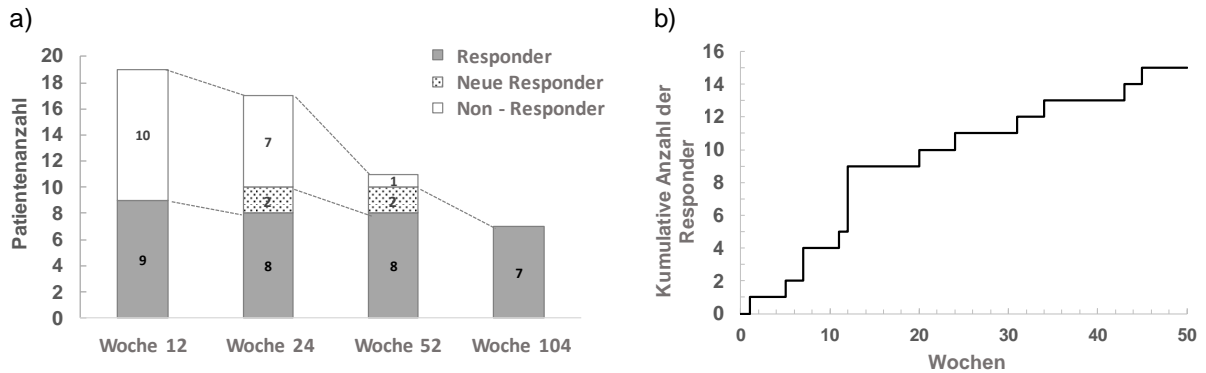 a)
Patientenanzahl
20
18
16
14
12
10
8
6
4
2
0
10
9
7
2
8
1
2
8
7
Woche 12
Woche 24
Woche 52
Woche 104
Responder
Neue Responder
Non - Responder
b)
Kumulative Anzahl der
Responder
16
14
12
10
8
6
4
2
0
0
10
20
30
40
50
Wochen